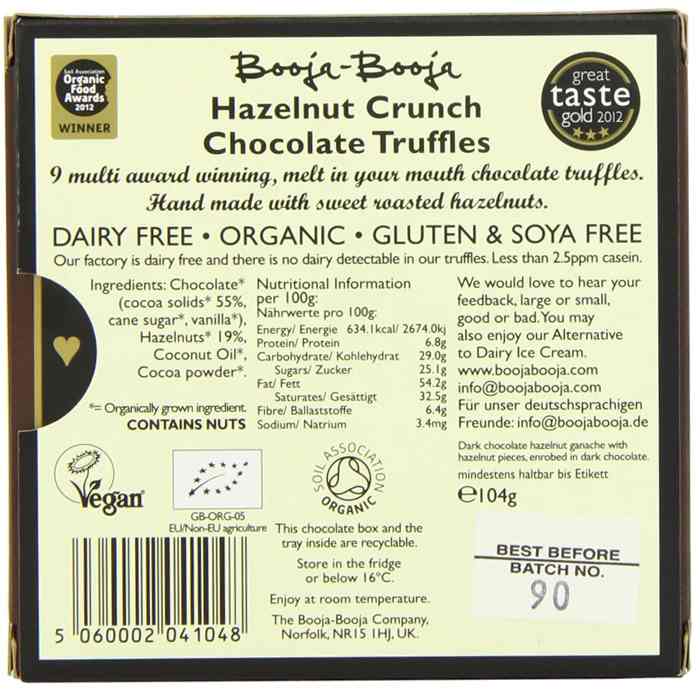 Soil Association
Organic
Food
Awards
2012
WINNER
Booja-Booja
great
taste
gold 2012
Hazelnut Crunch
Chocolate Truffles
9 multi award winning, melt in your mouth chocolate truffles.
Hand made with sweet roasted hazelnuts.
DAIRY FREE • ORGANIC • GLUTEN & SOYA FREE
Our factory is dairy free and there is no dairy detectable in our truffles. Less than 2.5ppm casein.
Ingredients: Chocolate*
(cocoa solids* 55%,
cane sugar*, vanilla*),
Hazelnuts* 19%,
Coconut Oil*,
Cocoa powder*.
*= Organically grown ingredient.
CONTAINS NUTS
Nutritional Information
per 100g:
Nährwerte pro 100g:
Energy/ Energie 634.1kcal/ 2674.0kj
Protein/ Protein 6.8g
Carbohydrate/ Kohlehydrat 29.0g
Sugars/ Zucker 25.1g
Fat/ Fett 54.2g
Saturates/ Gesättigt 32.5g
Fibre/ Ballaststoffe 6.4g
Sodium/ Natrium 3.4mg
We would love to hear your
feedback, large or small,
good or bad. You may
also enjoy our Alternative
to Dairy Ice Cream.
www.boojabooja.com
info@boojabooja.com
Für unser deutschsprachigen
Freunde: info@boojabooja.de
Dark chocolate hazelnut ganache with
hazelnut pieces, enrobed in dark chocolate.
mindestens haltbar bis Etikett
℮104g
Vegan
GB-ORG-05
EU/Non-EU agriculture
SOIL ASSOCIATION
ORGANIC
This chocolate box and the
tray inside are recyclable.
Store in the fridge
or below 16°C.
Enjoy at room temperature.
The Booja-Booja Company,
Norfolk, NR15 1HJ, UK.
5 060002 041048
BEST BEFORE
BATCH NO.
90